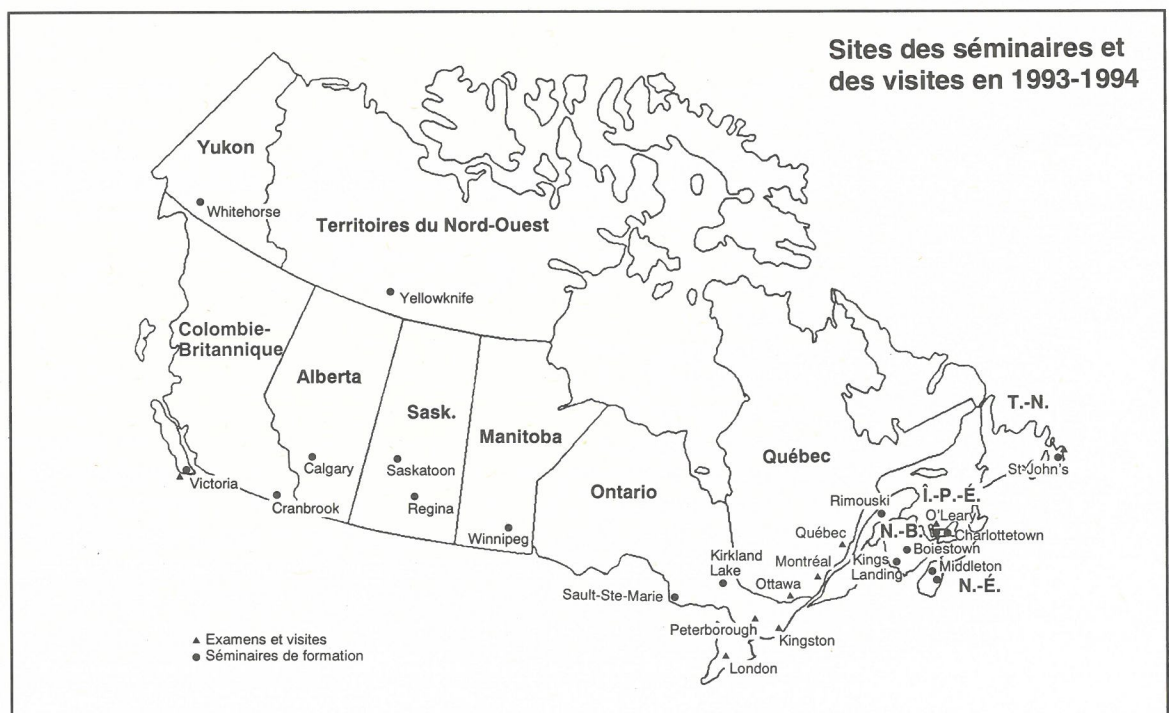 Sites des séminaires et
des visites en 1993-1994
Yukon
Whitehorse
Territoires du Nord-Ouest
Yellowknife
Colombie-
Britannique
Alberta
Sask.
Manitoba
Ontario
Québec
T.-N.
Calgary
Saskatoon
Regina
Victoria
Cranbrook
Winnipeg
St-John's
Rimouski
Î.-P.-É.
O'Leary
N.-B.
Charlottetown
Québec
Boiestown
Kings
Landing
Middleton
N.-É.
Montréal
Kirkland
Lake
Ottawa
Sault-Ste-Marie
Peterborough
Kingston
London
▲ Examens et visites
● Séminaires de formation